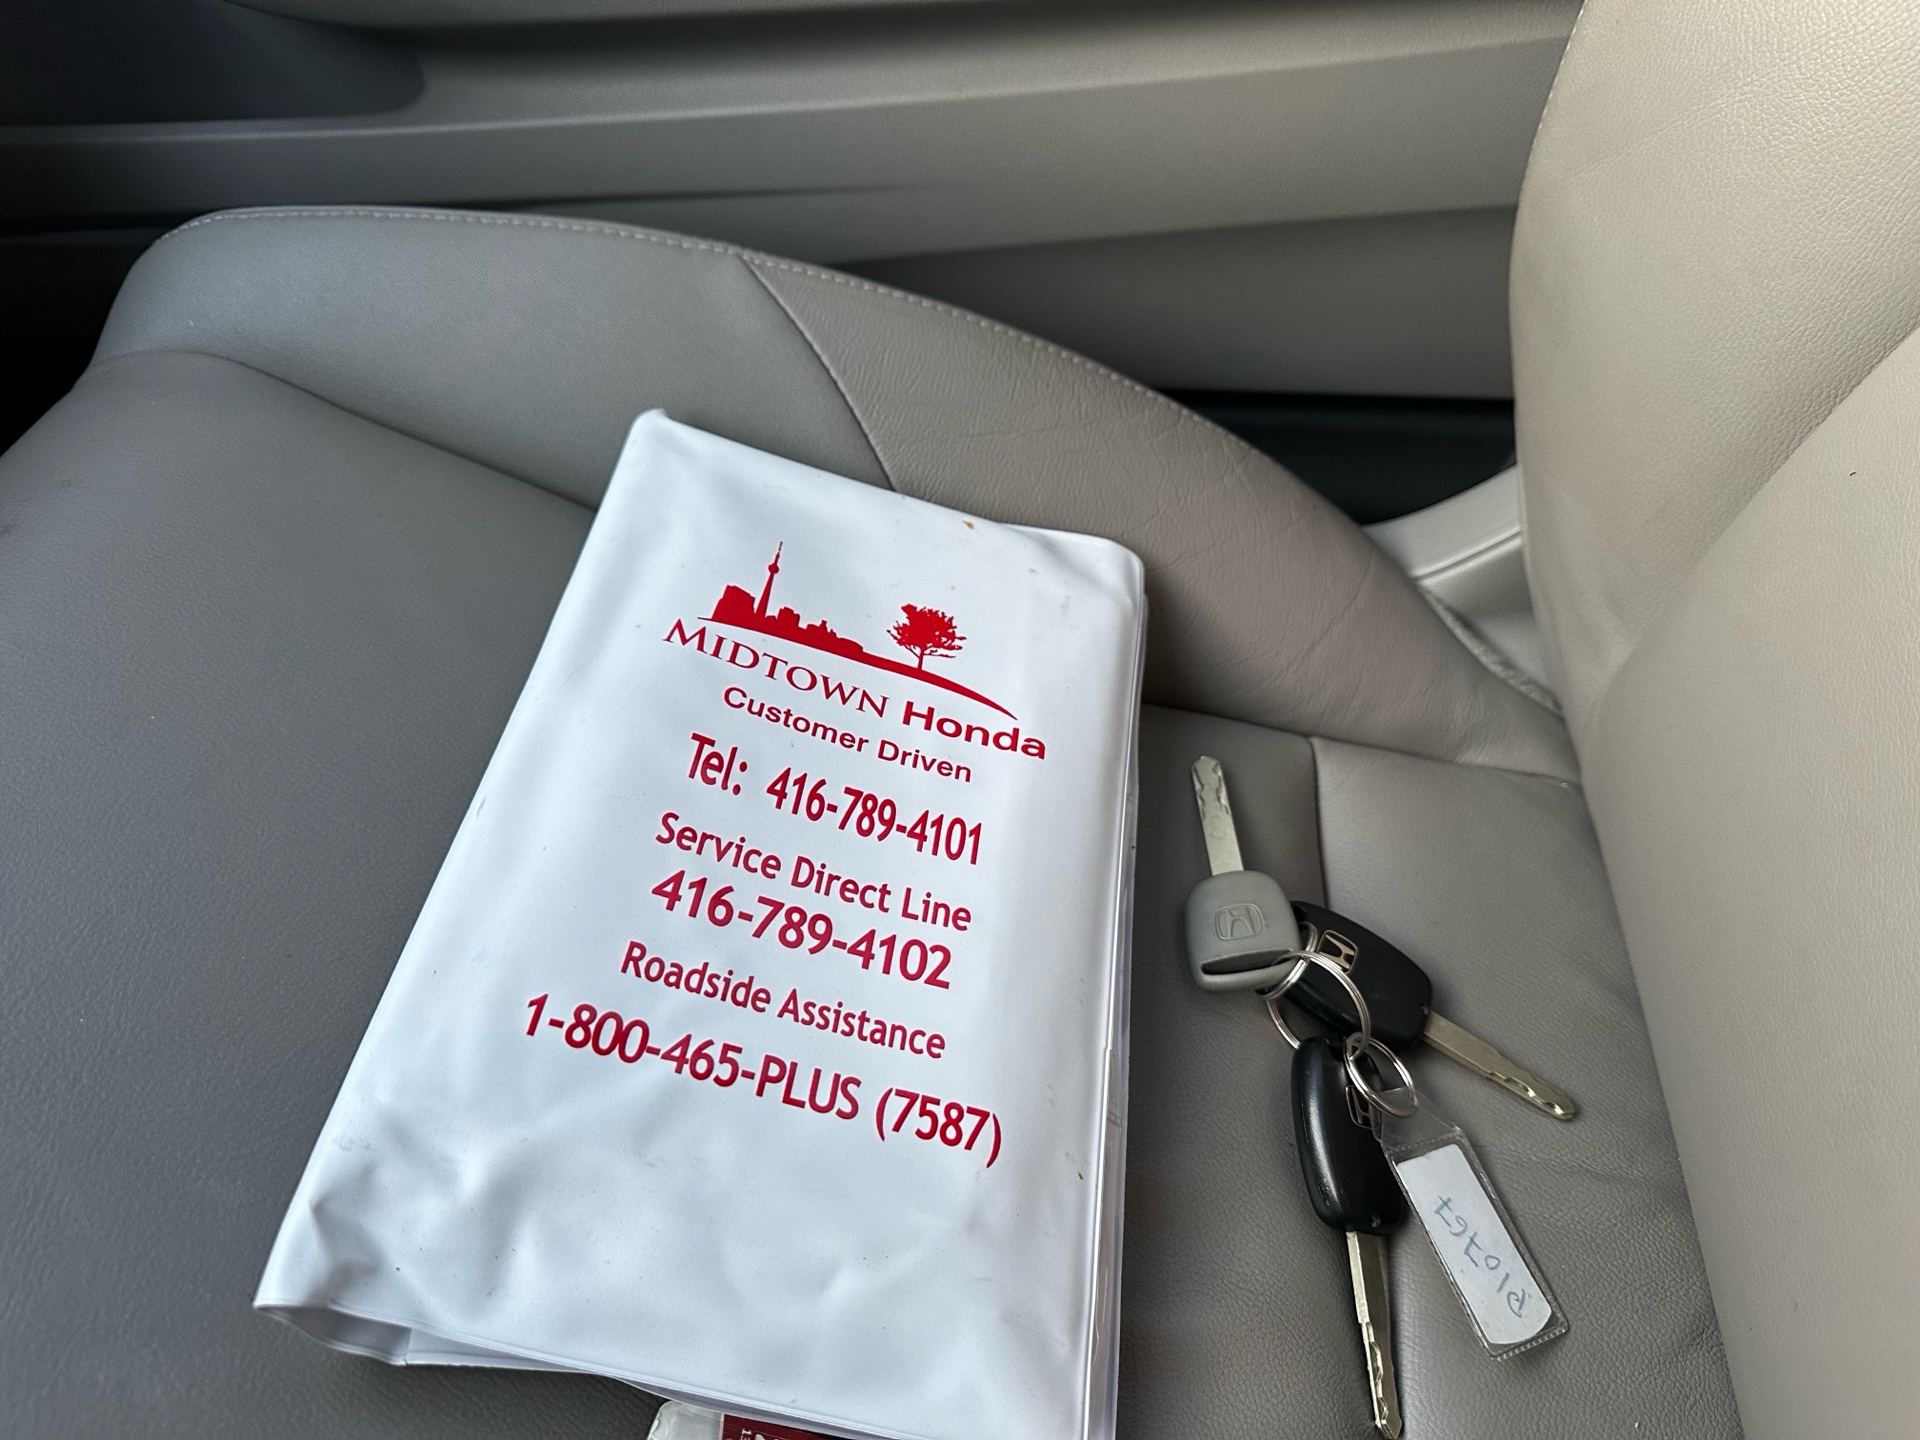 MIDTOWN Honda
Customer Driven
Tel: 416-789-4101
Service Direct Line
416-789-4102
Roadside Assistance
1-800-465-PLUS (7587)